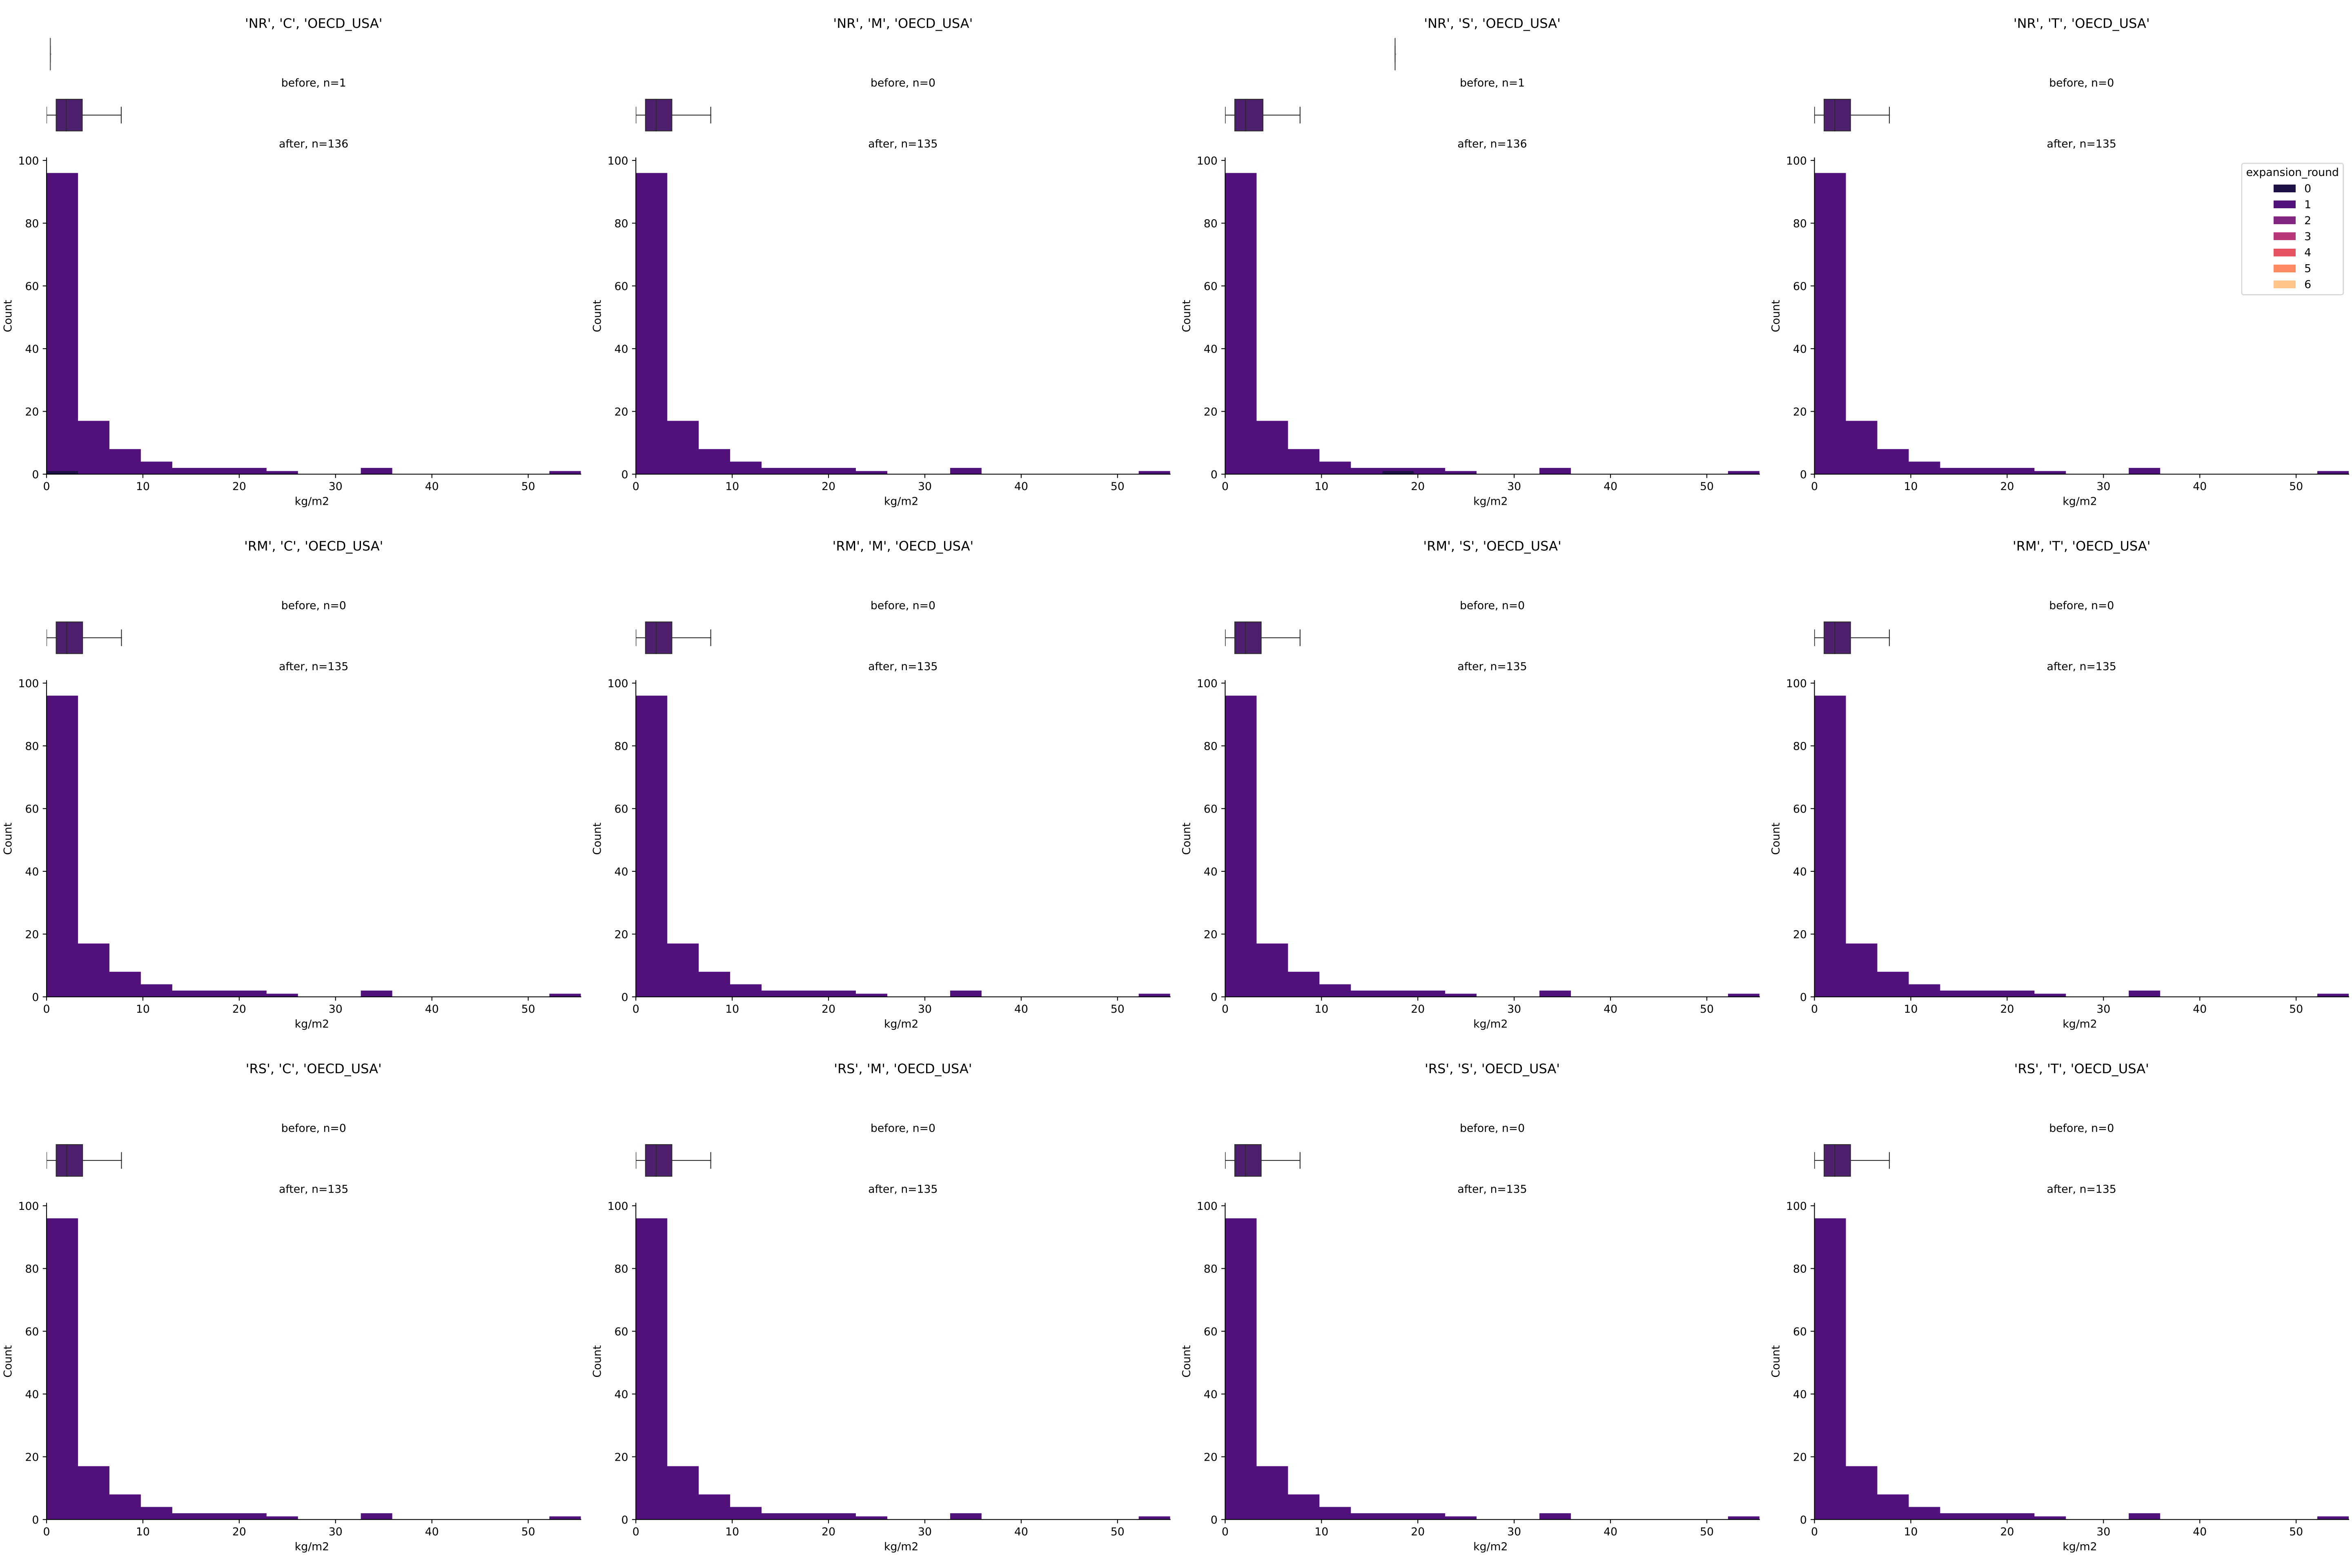 'NR', 'C', 'OECD_USA'
before, n=1
after, n=136
100
80
60
40
20
0
Count
0 10 20 30 40 50
kg/m2
'NR', 'M', 'OECD_USA'
before, n=0
after, n=135
100
80
60
40
20
0
Count
0 10 20 30 40 50
kg/m2
'NR', 'S', 'OECD_USA'
before, n=1
after, n=136
100
80
60
40
20
0
Count
0 10 20 30 40 50
kg/m2
'NR', 'T', 'OECD_USA'
before, n=0
after, n=135
100
80
60
40
20
0
Count
0 10 20 30 40 50
kg/m2
expansion_round
0
1
2
3
4
5
6
'RM', 'C', 'OECD_USA'
before, n=0
after, n=135
100
80
60
40
20
0
Count
0 10 20 30 40 50
kg/m2
'RM', 'M', 'OECD_USA'
before, n=0
after, n=135
100
80
60
40
20
0
Count
0 10 20 30 40 50
kg/m2
'RM', 'S', 'OECD_USA'
before, n=0
after, n=135
100
80
60
40
20
0
Count
0 10 20 30 40 50
kg/m2
'RM', 'T', 'OECD_USA'
before, n=0
after, n=135
100
80
60
40
20
0
Count
0 10 20 30 40 50
kg/m2
'RS', 'C', 'OECD_USA'
before, n=0
after, n=135
100
80
60
40
20
0
Count
0 10 20 30 40 50
kg/m2
'RS', 'M', 'OECD_USA'
before, n=0
after, n=135
100
80
60
40
20
0
Count
0 10 20 30 40 50
kg/m2
'RS', 'S', 'OECD_USA'
before, n=0
after, n=135
100
80
60
40
20
0
Count
0 10 20 30 40 50
kg/m2
'RS', 'T', 'OECD_USA'
before, n=0
after, n=135
100
80
60
40
20
0
Count
0 10 20 30 40 50
kg/m2